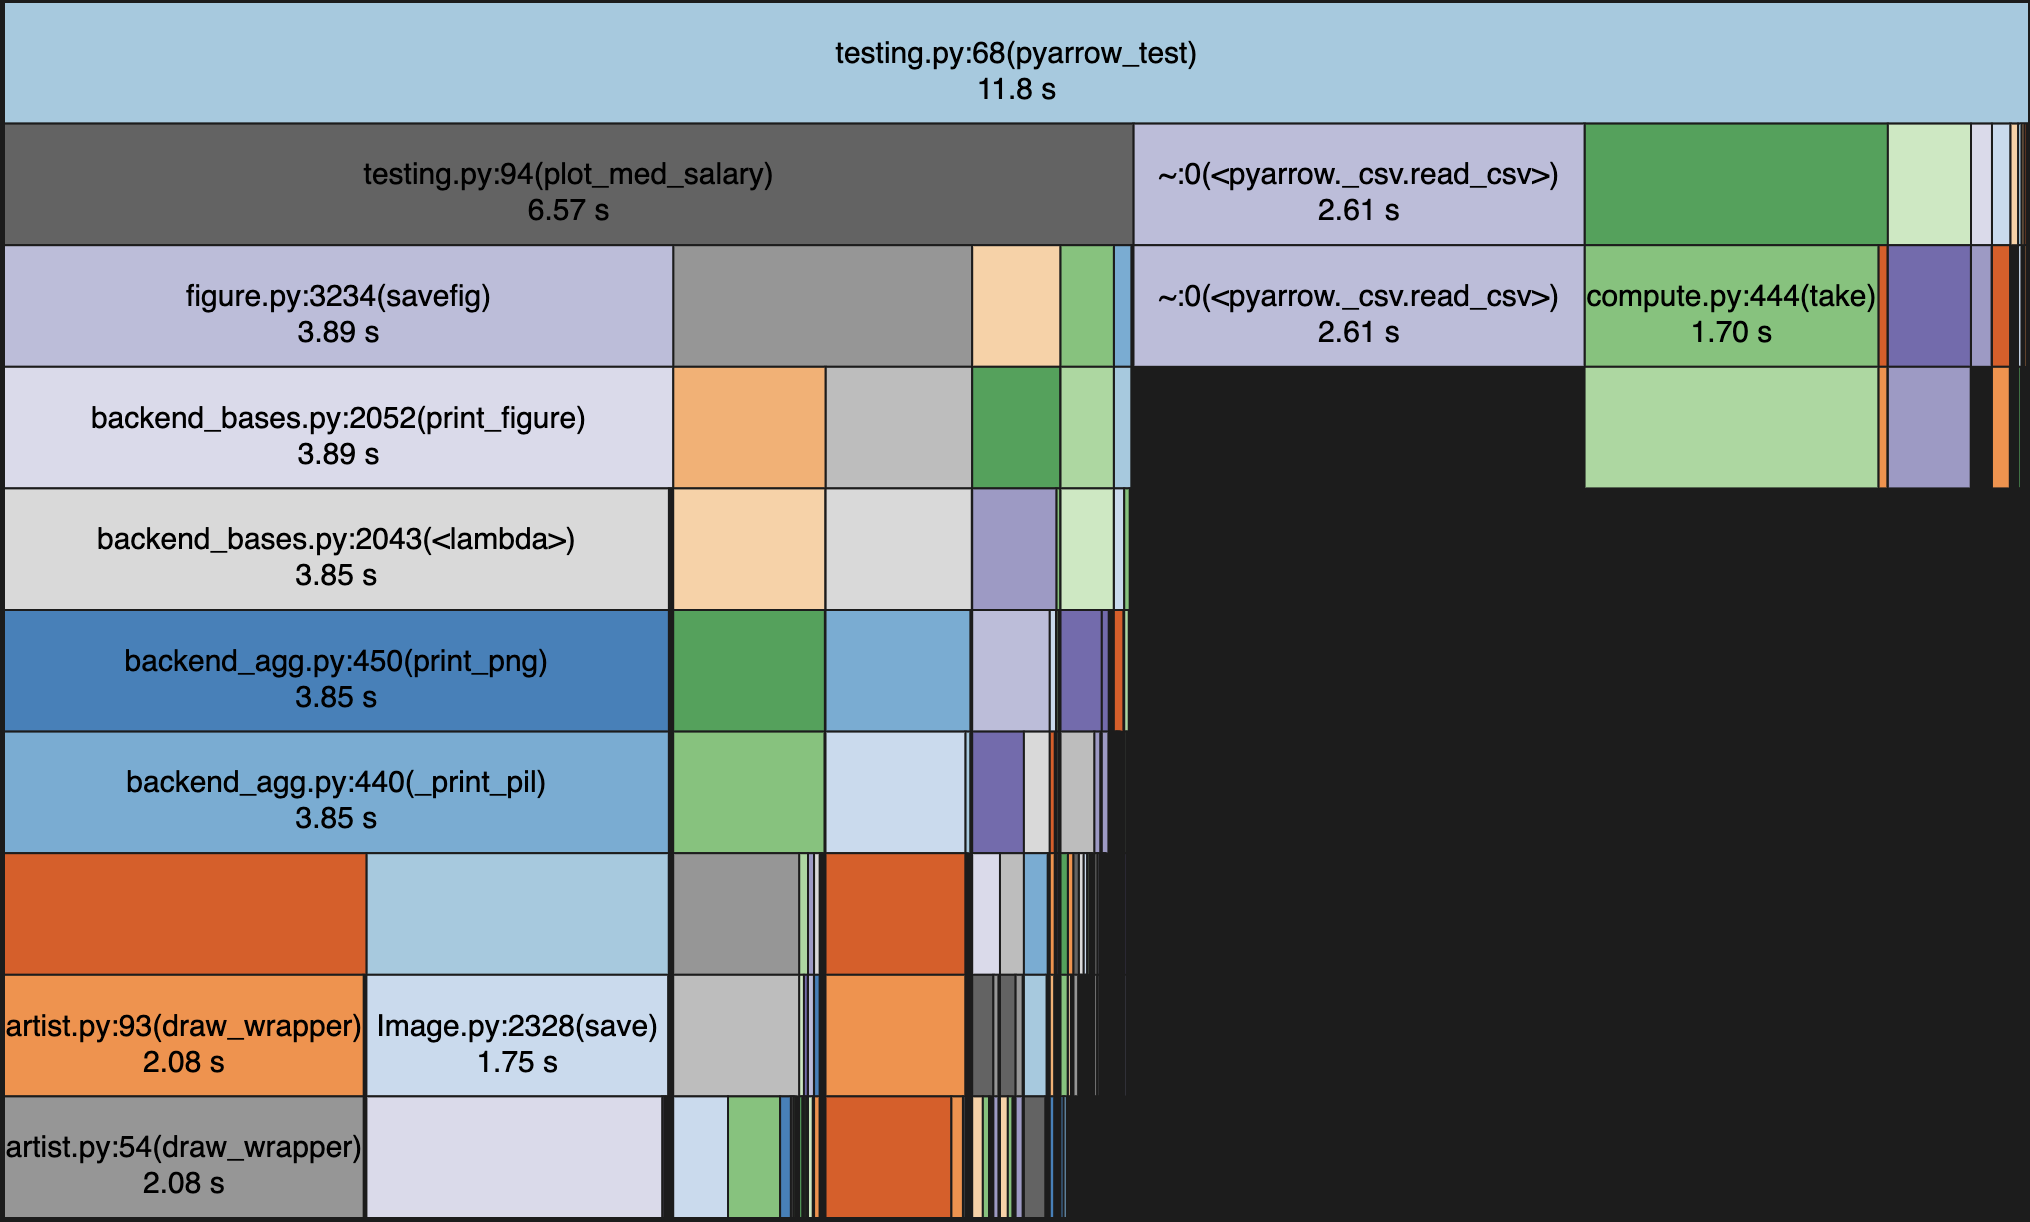 testing.py:68(pyarrow_test)
11.8 s
testing.py:94(plot_med_salary)
6.57 s
~:0(<pyarrow._csv.read_csv>)
2.61 s
figure.py:3234(savefig)
3.89 s
~:0(<pyarrow._csv.read_csv>)
2.61 s
compute.py:444(take)
1.70 s
backend_bases.py:2052(print_figure)
3.89 s
backend_bases.py:2043(<lambda>)
3.85 s
backend_agg.py:450(print_png)
3.85 s
backend_agg.py:440(_print_pil)
3.85 s
artist.py:93(draw_wrapper)
2.08 s
Image.py:2328(save)
1.75 s
artist.py:54(draw_wrapper)
2.08 s